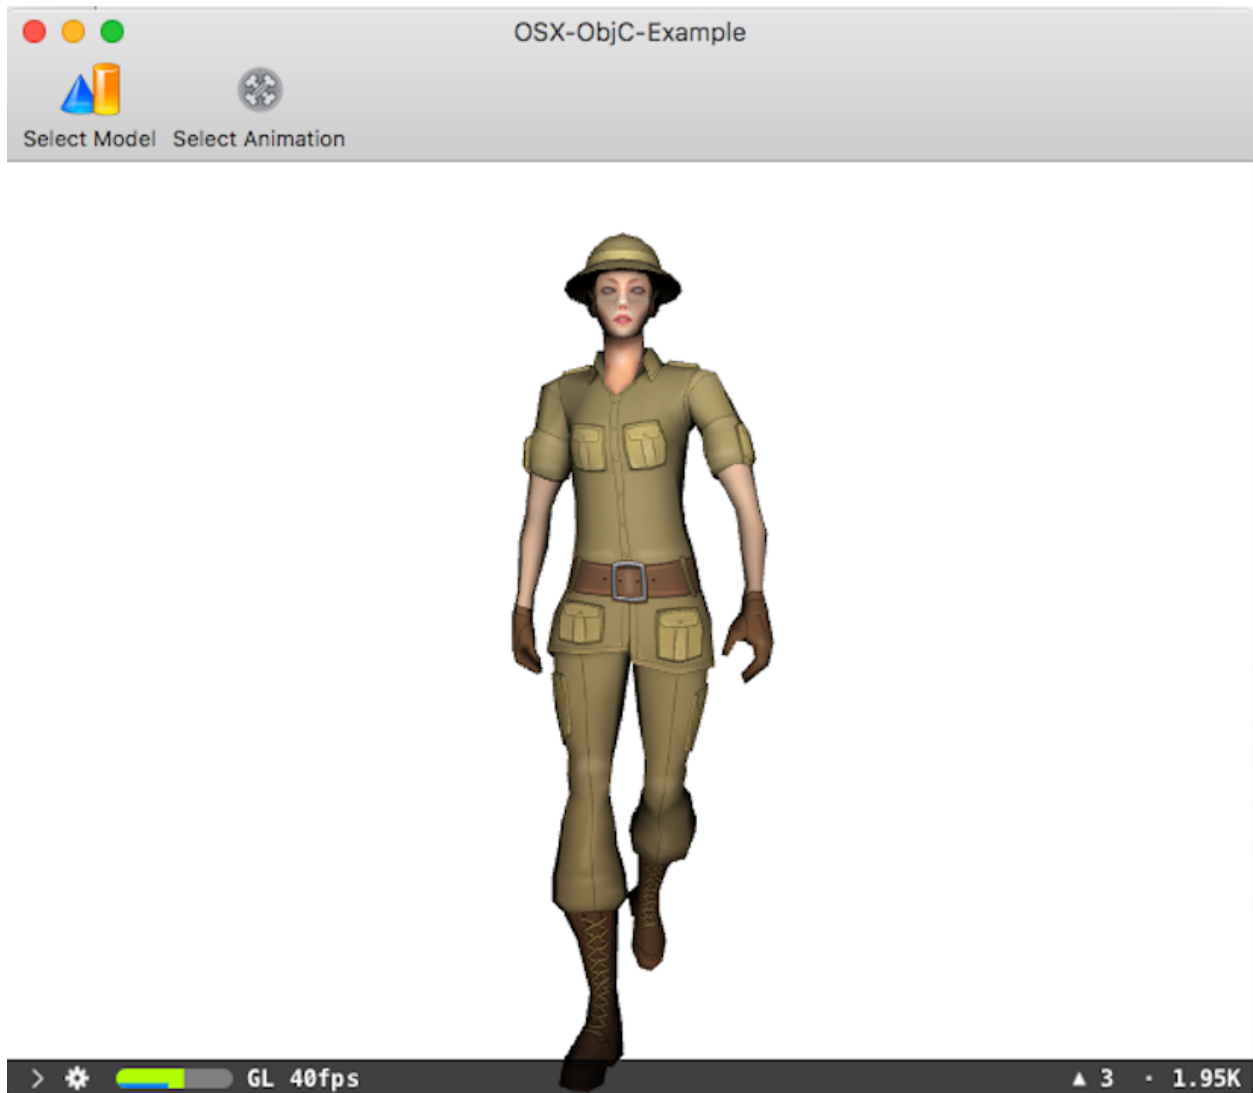 OSX-ObjC-Example
Select Model Select Animation
GL 40fps ▲ 3 · 1.95K